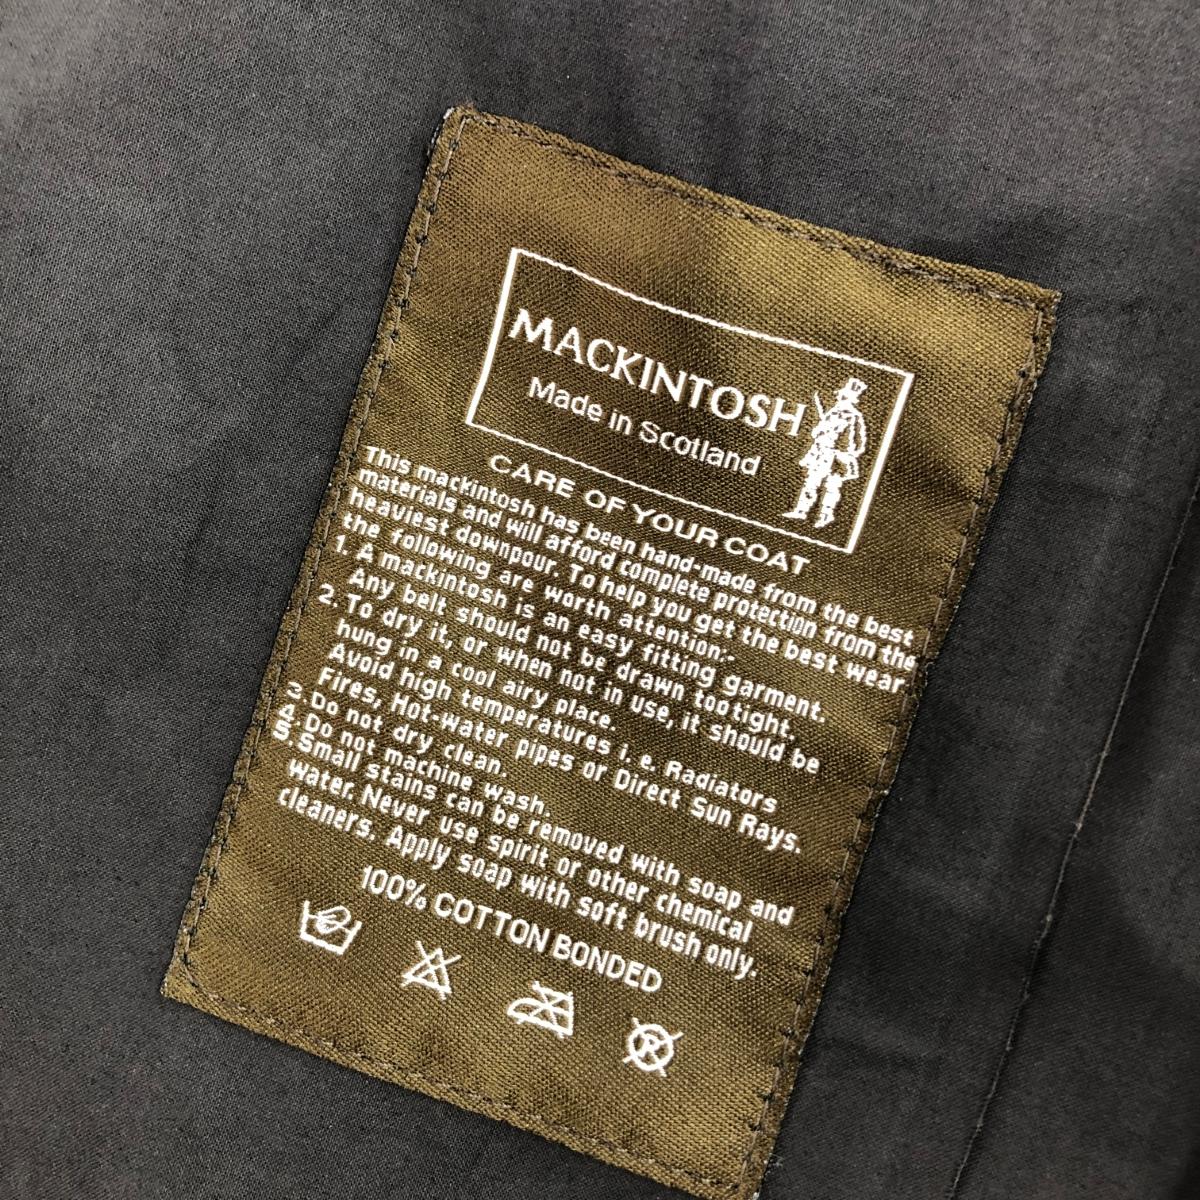 MACKINTOSH
Made in Scotland
CARE OF YOUR COAT
This mackintosh has been hand-made from the best
materials and will afford complete protection from the
heaviest downpour. To help you get the best wear
the following are worth attention:-
1. A mackintosh is an easy fitting garment.
Any belt should not be drawn too tight.
2. To dry it, or when not in use, it should be
hung in a cool airy place.
Avoid high temperatures i, e. Radiators
Fires, Hot-water pipes or Direct Sun Rays.
3. Do not dry clean.
4. Do not machine wash.
5. Small stains can be removed with soap and
water. Never use spirit or other chemical
cleaners. Apply soap with soft brush only.
100% COTTON BONDED
R